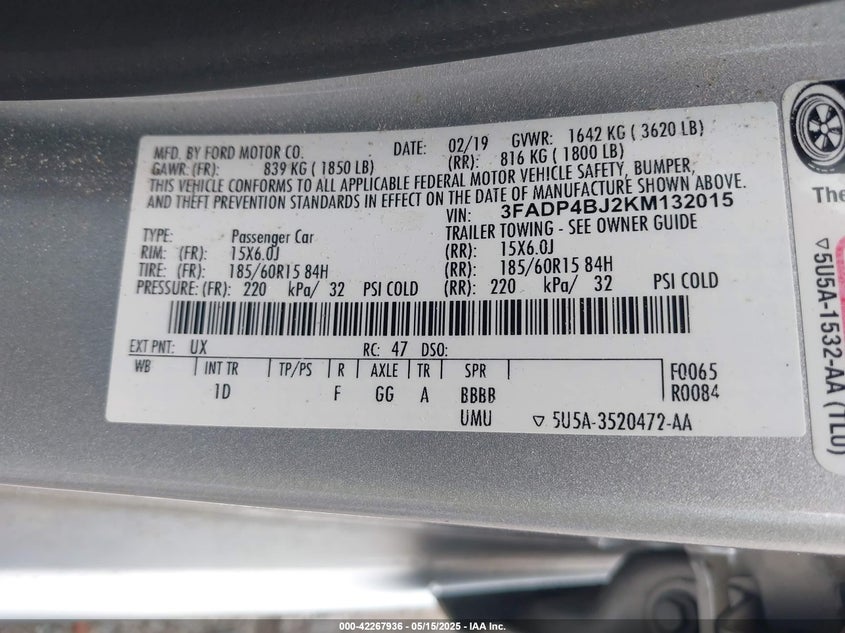 MFD. BY FORD MOTOR CO. DATE: 02/19 GVWR: 1642 KG ( 3620 LB)
GAWR: (FR): 839 KG ( 1850 LB) (RR): 816 KG ( 1800 LB)
THIS VEHICLE CONFORMS TO ALL APPLICABLE FEDERAL MOTOR VEHICLE SAFETY, BUMPER,
AND THEFT PREVENTION STANDARDS IN EFFECT ON THE DATE OF MANUFACTURE SHOWN ABOVE.
VIN: 3FADP4BJ2KM132015
TRAILER TOWING - SEE OWNER GUIDE
TYPE: Passenger Car
RIM: (FR): 15X6.0J (RR): 15X6.0J
TIRE: (FR): 185/60R15 84H (RR): 185/60R15 84H
PRESSURE: (FR): 220 kPa/ 32 PSI COLD (RR): 220 kPa/ 32 PSI COLD
EXT PNT: UX RC: 47 DSO:
WB INT TR TP/PS R AXLE TR SPR F0065
1D F GG A BBBB R0084
UMU ▽ 5U5A-3520472-AA
The
▽5U5A-1532-AA (TL0)
000-42267936 - 05/15/2025 - IAA Inc.